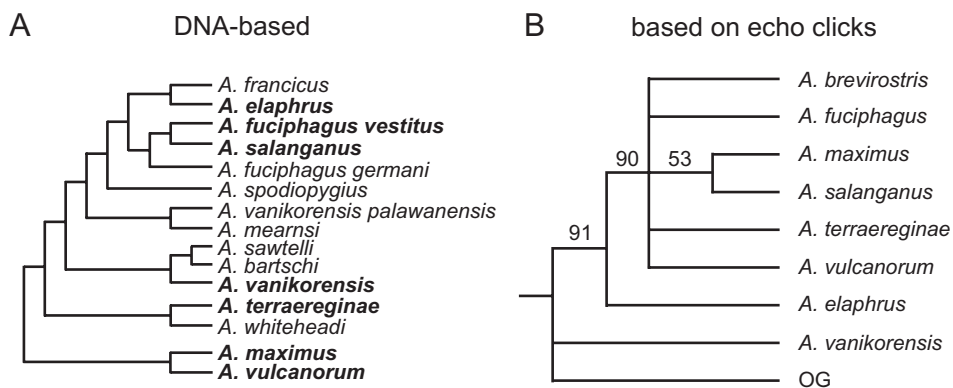 A
DNA-based
A. francicus
A. elaphrus
A. fuciphagus vestitus
A. salanganus
A. fuciphagus germani
A. spodiopygius
A. vanikorensis palawanensis
A. mearnsi
A. sawtelli
A. bartschi
A. vanikorensis
A. terraereginae
A. whiteheadi
A. maximus
A. vulcanorum
B
based on echo clicks
A. brevirostris
A. fuciphagus
90
53
A. maximus
A. salanganus
A. terraereginae
91
A. vulcanorum
A. elaphrus
A. vanikorensis
OG